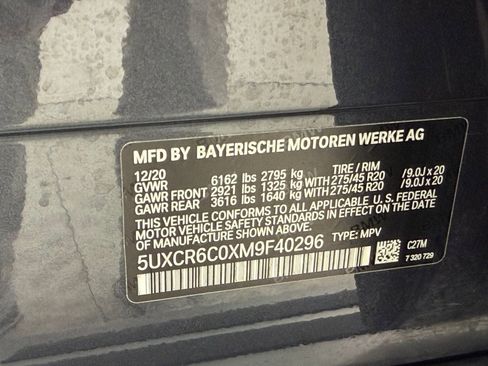 MFD BY BAYERISCHE MOTOREN WERKE AG
12/20 TIRE / RIM
GVWR 6162 lbs 2795 kg
GAWR FRONT 2921 lbs 1325 kg WITH 275/45 R20 /9.0J x 20
GAWR REAR 3616 lbs 1640 kg WITH 275/45 R20 /9.0J x 20
THIS VEHICLE CONFORMS TO ALL APPLICABLE U.S. FEDERAL
MOTOR VEHICLE SAFETY STANDARDS IN EFFECT ON THE DATE
OF MANUFACTURE SHOWN ABOVE.
5UXCR6C0XM9F40296 TYPE: MPV
C27M
7 320 729